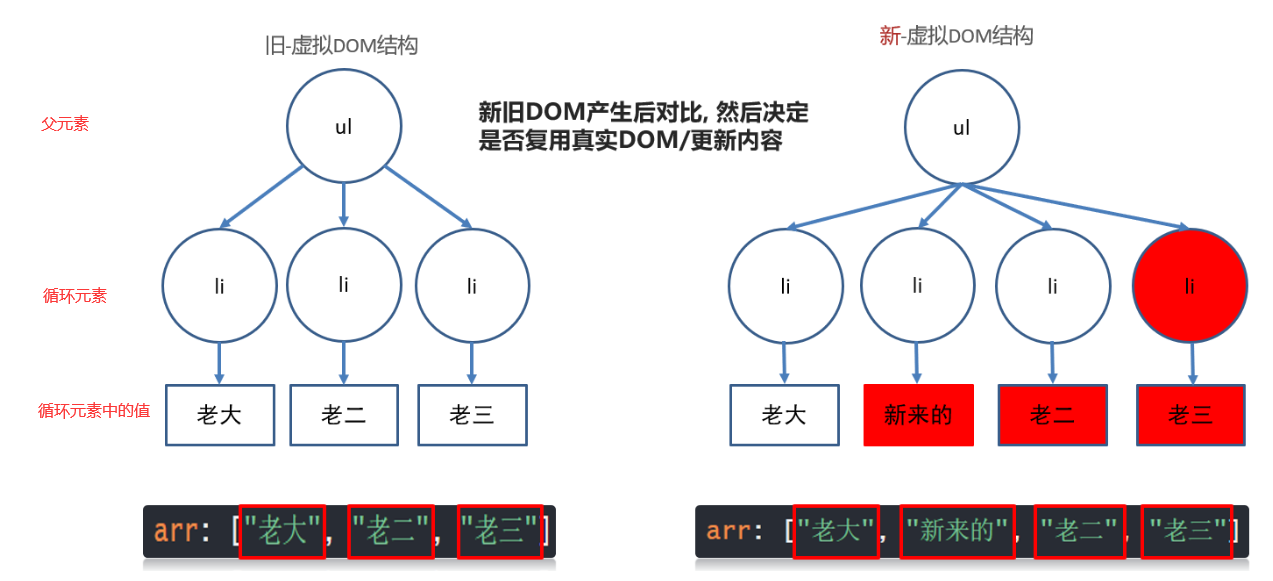 旧-虚拟DOM结构
新-虚拟DOM结构
父元素
ul
新旧DOM产生后对比, 然后决定
是否复用真实DOM/更新内容
ul
循环元素
li
li
li
li
li
li
li
循环元素中的值
老大
老二
老三
老大
新来的
老二
老三
arr: ["老大", "老二", "老三"]
arr: ["老大", "新来的", "老二", "老三"]